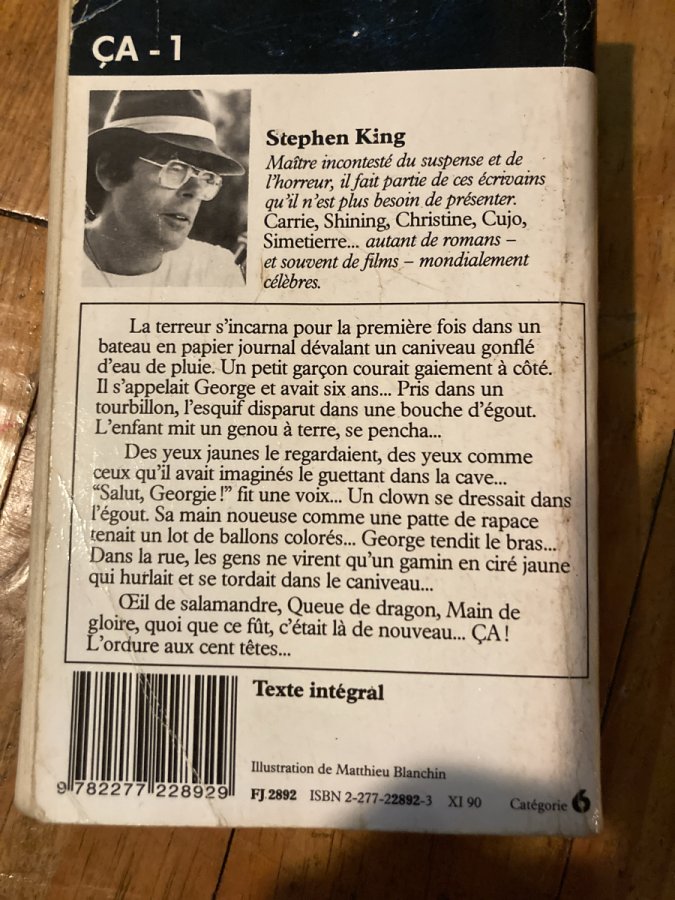 ÇA - 1
Stephen King
Maître incontesté du suspense et de
l'horreur, il fait partie de ces écrivains
qu'il n'est plus besoin de présenter.
Carrie, Shining, Christine, Cujo,
Simetierre... autant de romans –
et souvent de films – mondialement
célèbres.
La terreur s'incarna pour la première fois dans un
bateau en papier journal dévalant un caniveau gonflé
d'eau de pluie. Un petit garçon courait gaiement à côté.
Il s'appelait George et avait six ans... Pris dans un
tourbillon, l'esquif disparut dans une bouche d'égout.
L'enfant mit un genou à terre, se pencha...
Des yeux jaunes le regardaient, des yeux comme
ceux qu'il avait imaginés le guettant dans la cave...
“Salut, Georgie!” fit une voix... Un clown se dressait dans
l'égout. Sa main noueuse comme une patte de rapace
tenait un lot de ballons colorés... George tendit le bras...
Dans la rue, les gens ne virent qu'un gamin en ciré jaune
qui hurlait et se tordait dans le caniveau...
Œil de salamandre, Queue de dragon, Main de
gloire, quoi que ce fût, c'était là de nouveau... ÇA!
L'ordure aux cent têtes...
Texte intégral
Illustration de Matthieu Blanchin
9 782277 228929
FJ 2892 ISBN 2-277-22892-3 XI 90 Catégorie 6